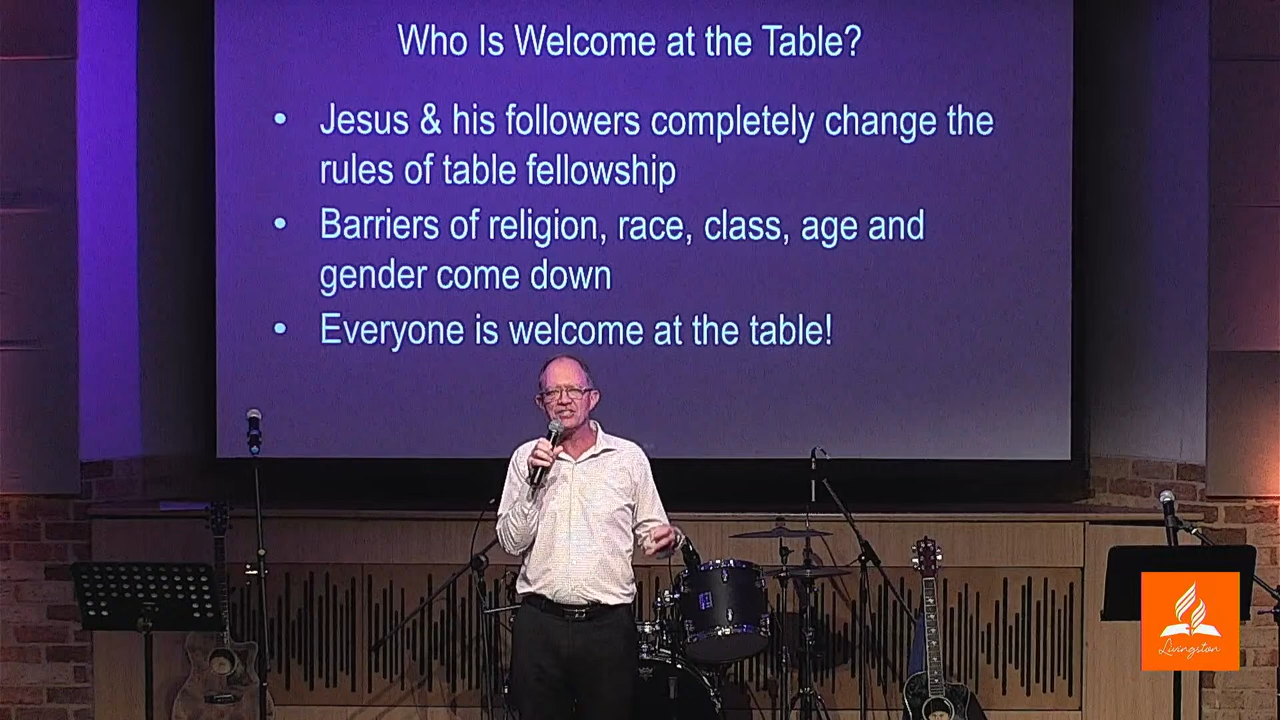 Who Is Welcome at the Table?
• Jesus & his followers completely change the
rules of table fellowship
• Barriers of religion, race, class, age and
gender come down
• Everyone is welcome at the table!
Livingston